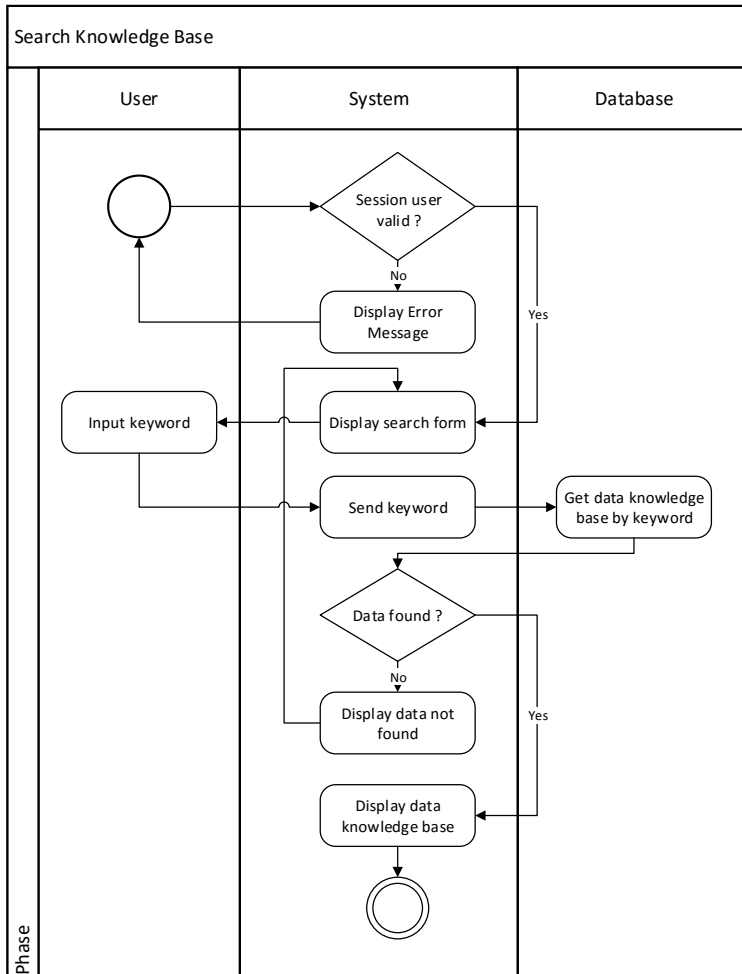 Search Knowledge Base
User
System
Database
Session user
valid ?
No
Display Error
Message
Yes
Input keyword
Display search form
Send keyword
Get data knowledge
base by keyword
Data found ?
No
Display data not
found
Yes
Display data
knowledge base
Phase